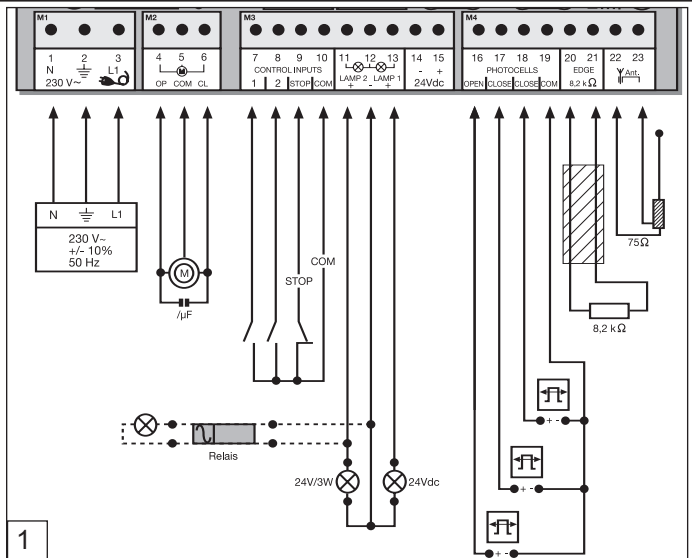 M1 M2 M3 M4
1 2 3 4 5 6 7 8 9 10 11 12 13 14 15 16 17 18 19 20 21 22 23
N L1 M CONTROL INPUTS - + PHOTOCELLS EDGE Ant.
230 V~ OP COM CL 1 2 STOP COM LAMP 2 LAMP 1 24Vdc OPEN CLOSE CLOSE COM 8,2 kΩ
+ - +
N L1
230 V~
+/- 10%
50 Hz
M
/µF
COM
STOP
75Ω
8,2 kΩ
+ -
Relais
+ -
24V/3W
24Vdc
+ -
1